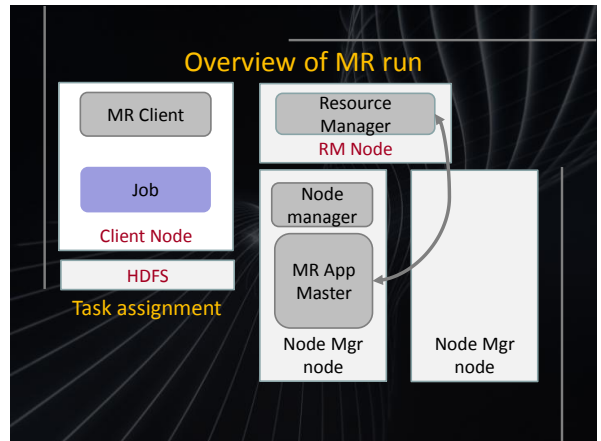 Overview of MR run
MR Client
Job
Client Node
HDFS
Task assignment
Resource
Manager
RM Node
Node
manager
MR App
Master
Node Mgr
node
Node Mgr
node